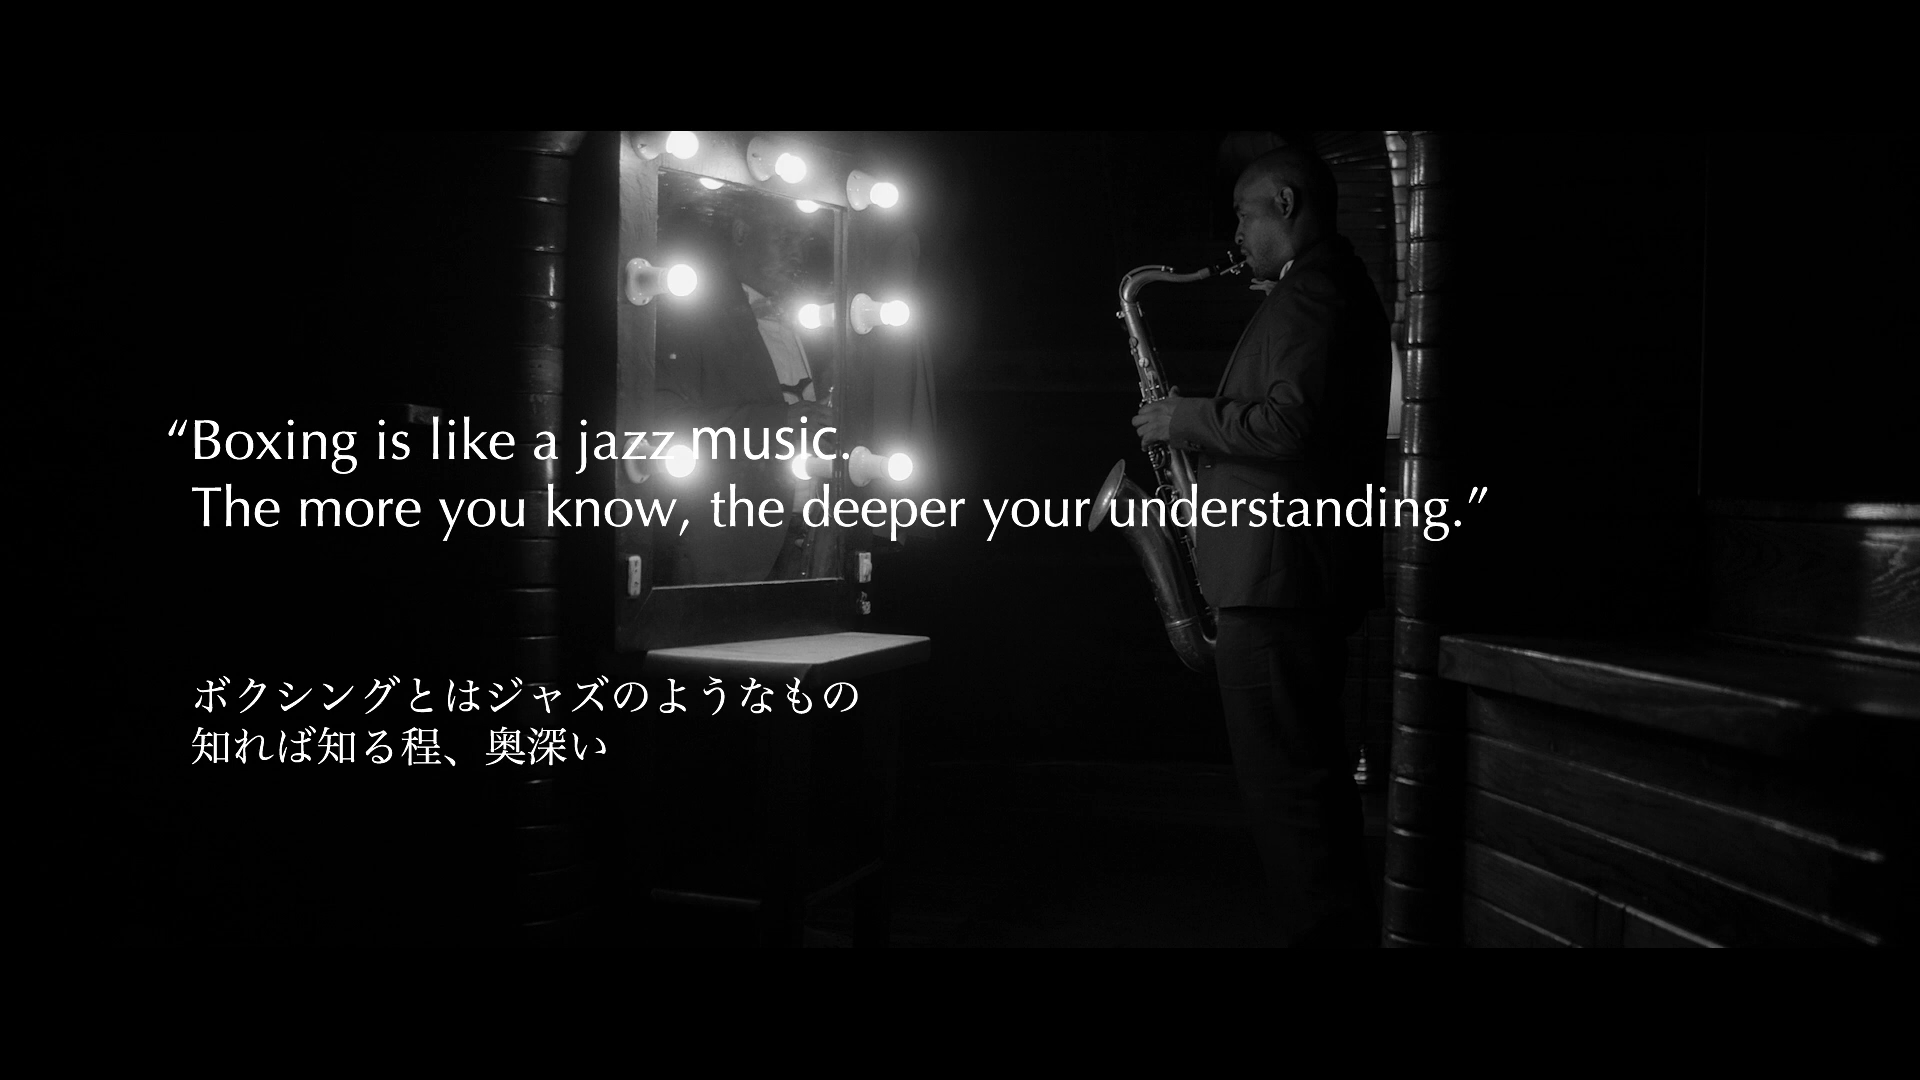 “Boxing is like a jazz music.
The more you know, the deeper your understanding.”
ボクシングとはジャズのようなもの
知れば知る程、奥深い